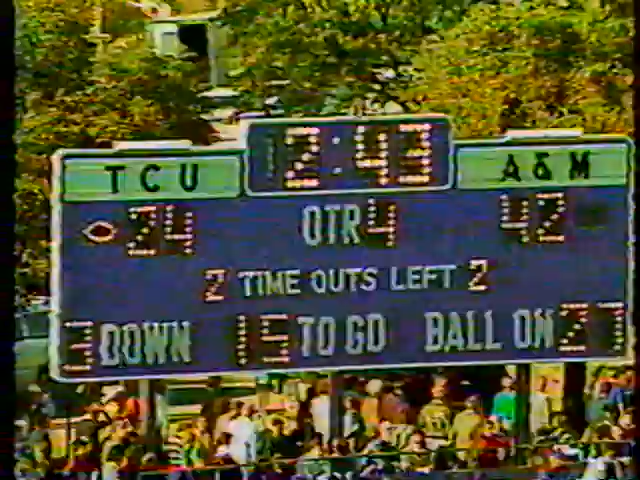 TCU 2:43 A&M
24 QTR 4 42
2 TIME OUTS LEFT 2
3 DOWN 15 TO GO BALL ON 27